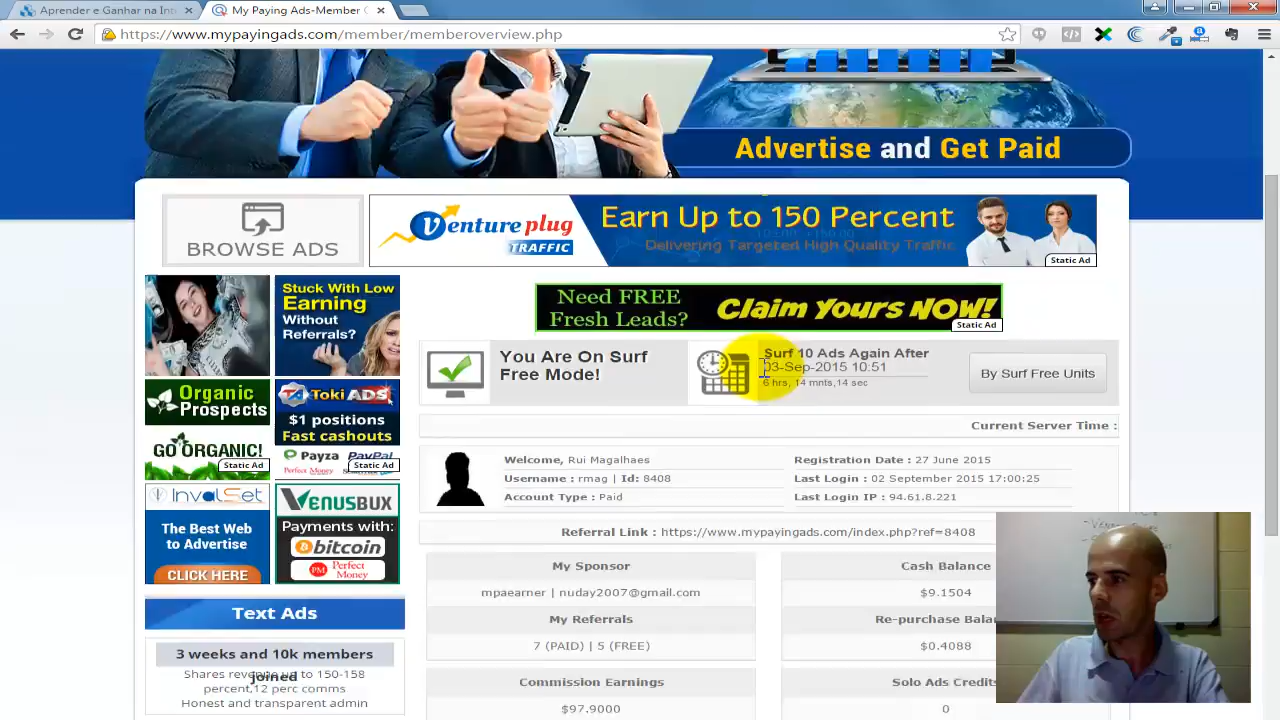 Aprender e Ganhar na Int
My Paying Ads-Member
https://www.mypayingads.com/member/memberoverview.php
Advertise and Get Paid
BROWSE ADS
Venture plug
TRAFFIC
Earn Up to 150 Percent
Delivering Targeted High Quality Traffic
Static Ad
Need FREE
Fresh Leads?
Claim Yours NOW!
Static Ad
Stuck With Low
Earning
Without
Referrals?
You Are On Surf
Free Mode!
Surf 10 Ads Again After
03-Sep-2015 10:51
6 hrs, 14 mnts,14 sec
By Surf Free Units
Organic
Prospects
GO ORGANIC!
Static Ad
Toki ADS
$1 positions
Fast cashouts
Payza PayPal
Perfect Money
Static Ad
Current Server Time :
Welcome, Rui Magalhaes
Username : rmag | Id: 8408
Account Type : Paid
Registration Date : 27 June 2015
Last Login : 02 September 2015 17:00:25
Last Login IP : 94.61.8.221
Referral Link : https://www.mypayingads.com/index.php?ref=8408
InvalSet
The Best Web
to Advertise
CLICK HERE
VENUSBUX
Payments with:
bitcoin
PM Perfect
Money
My Sponsor
mpaearner | nuday2007@gmail.com
My Referrals
7 (PAID) | 5 (FREE)
Commission Earnings
$97.9000
Cash Balance
$9.1504
Re-purchase Bala
$0.4088
Solo Ads Credit
0
Text Ads
3 weeks and 10k members
joined
Shares revenue up to 150-158
percent,12 perc comms
Honest and transparent admin